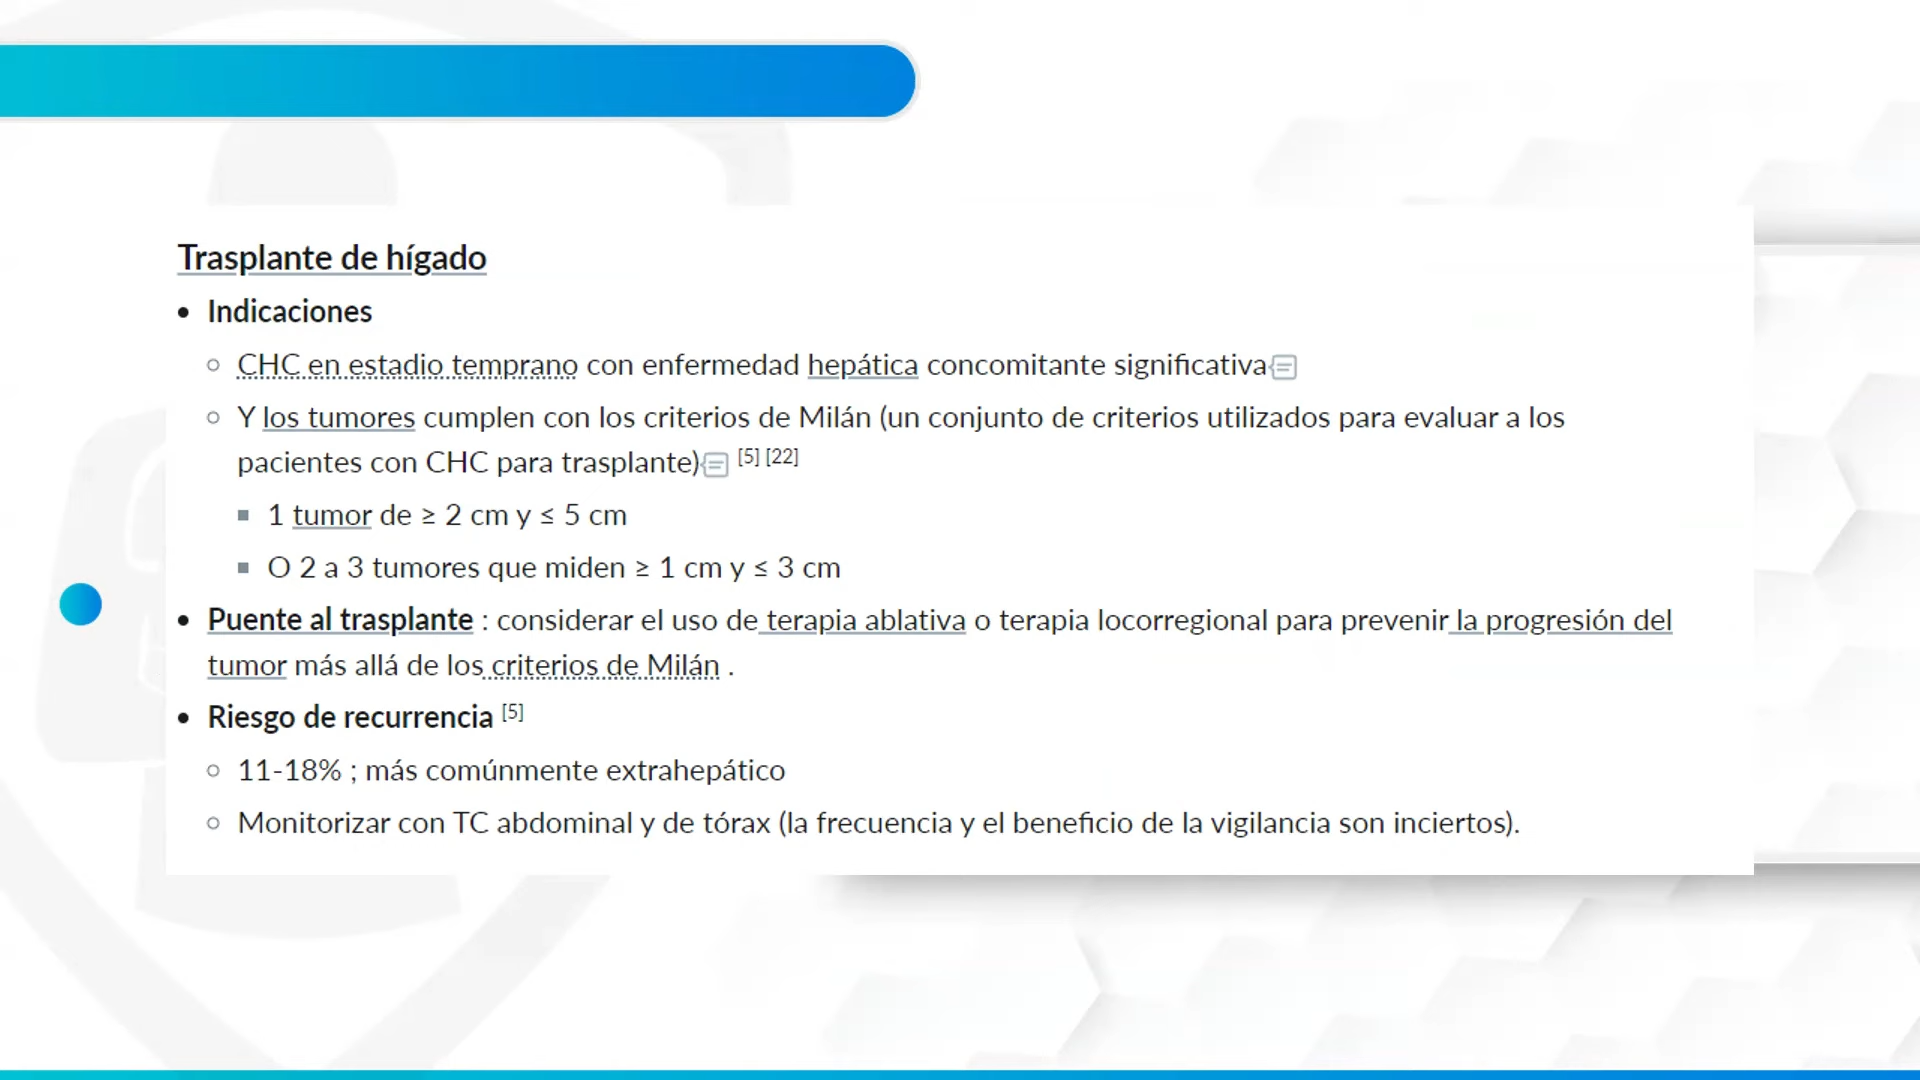 Trasplante de hígado
• Indicaciones
○ CHC en estadio temprano con enfermedad hepática concomitante significativa
○ Y los tumores cumplen con los criterios de Milán (un conjunto de criterios utilizados para evaluar a los
pacientes con CHC para trasplante) [5] [22]
▪ 1 tumor de ≥ 2 cm y ≤ 5 cm
▪ O 2 a 3 tumores que miden ≥ 1 cm y ≤ 3 cm
• Puente al trasplante : considerar el uso de terapia ablativa o terapia locorregional para prevenir la progresión del
tumor más allá de los criterios de Milán .
• Riesgo de recurrencia [5]
○ 11-18% ; más comúnmente extrahepático
○ Monitorizar con TC abdominal y de tórax (la frecuencia y el beneficio de la vigilancia son inciertos).